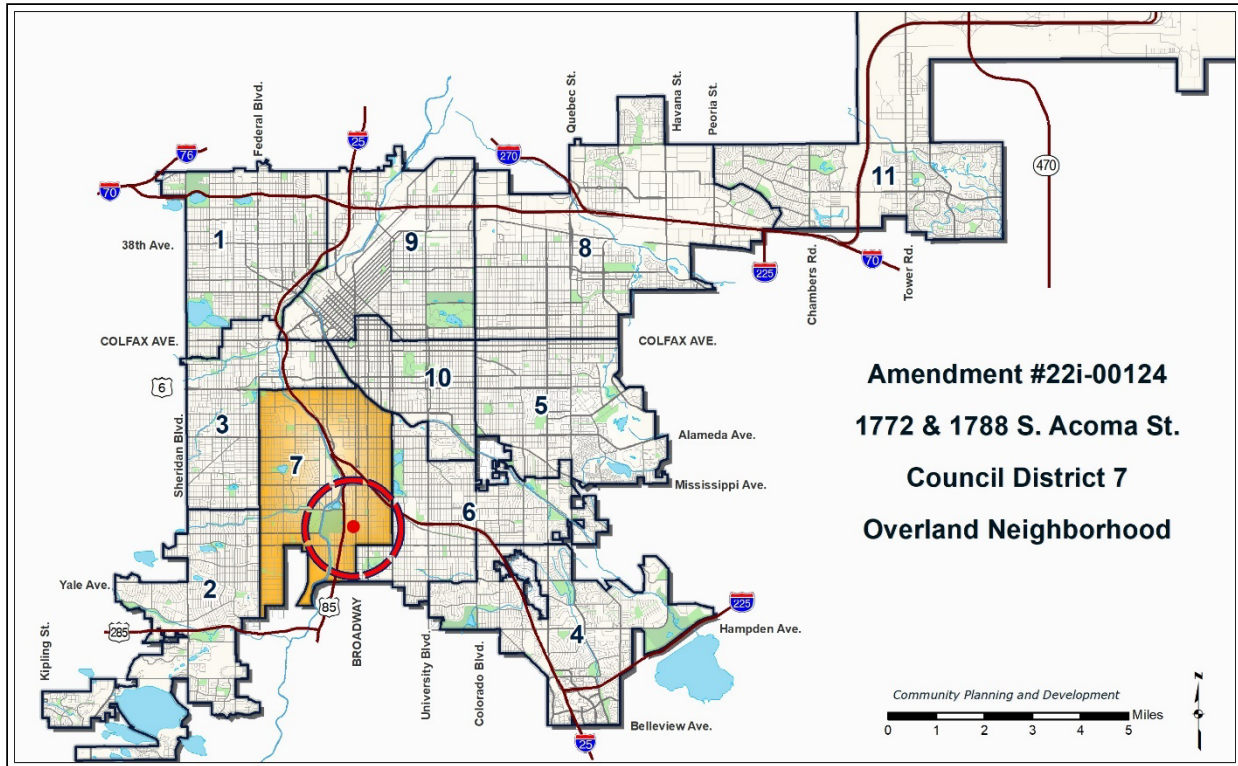 Federal Blvd.
Quebec St.
Havana St.
Peoria St.
76
25
270
70
470
11
1
9
8
38th Ave.
225
70
Chambers Rd.
Tower Rd.
COLFAX AVE.
COLFAX AVE.
6
10
Amendment #22i-00124
3
5
1772 & 1788 S. Acoma St.
Sheridan Blvd.
Alameda Ave.
7
Council District 7
Mississippi Ave.
6
Overland Neighborhood
Yale Ave.
2
85
BROADWAY
285
225
Hampden Ave.
4
Kipling St.
University Blvd.
Colorado Blvd.
Community Planning and Development
Miles
0 1 2 3 4 5
N
Belleview Ave.
25